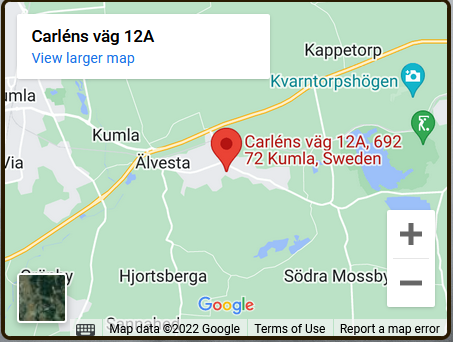 Carléns väg 12A
View larger map
Kappetorp
Kvarntorpshögen
umla
Kumla
Via
Älvesta
Carléns väg 12A, 692
72 Kumla, Sweden
Hjortsberga
Södra Mossby
Google
Map data ©2022 Google
Terms of Use
Report a map error